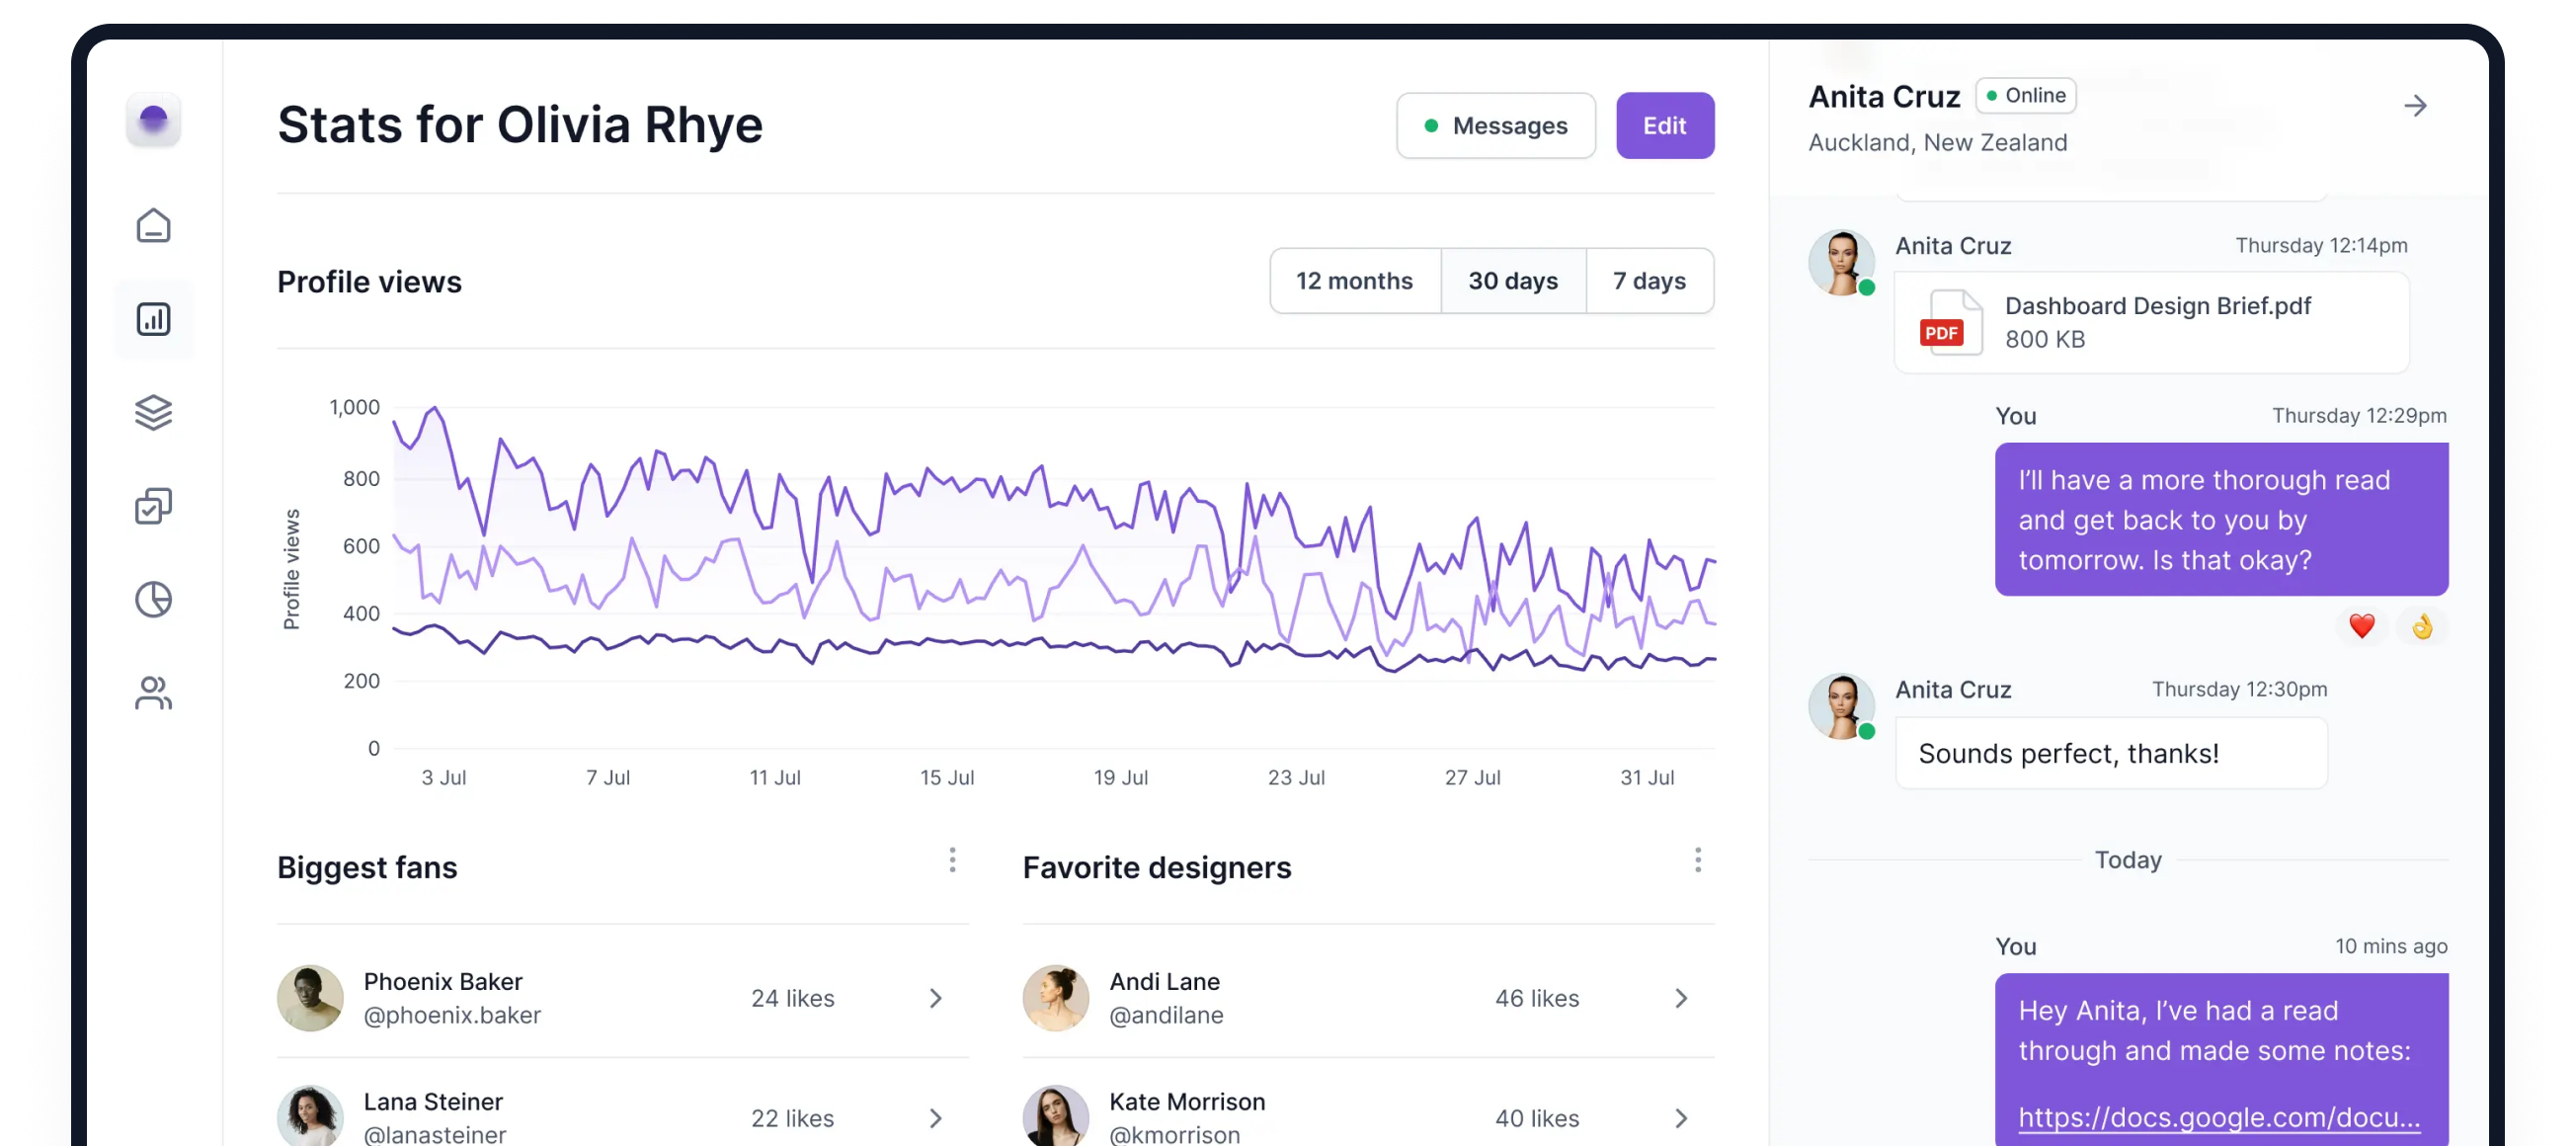 Stats for Olivia Rhye
Messages
Edit
Profile views
12 months
30 days
7 days
Profile views
1,000
800
600
400
200
0
3 Jul
7 Jul
11 Jul
15 Jul
19 Jul
23 Jul
27 Jul
31 Jul
Biggest fans
Phoenix Baker
@phoenix.baker
24 likes
Lana Steiner
@lanasteiner
22 likes
Favorite designers
Andi Lane
@andilane
46 likes
Kate Morrison
@kmorrison
40 likes
Anita Cruz
Online
Auckland, New Zealand
Anita Cruz
Thursday 12:14pm
PDF
Dashboard Design Brief.pdf
800 KB
You
Thursday 12:29pm
I’ll have a more thorough read
and get back to you by
tomorrow. Is that okay?
Anita Cruz
Thursday 12:30pm
Sounds perfect, thanks!
Today
You
10 mins ago
Hey Anita, I’ve had a read
through and made some notes:
https://docs.google.com/docu...